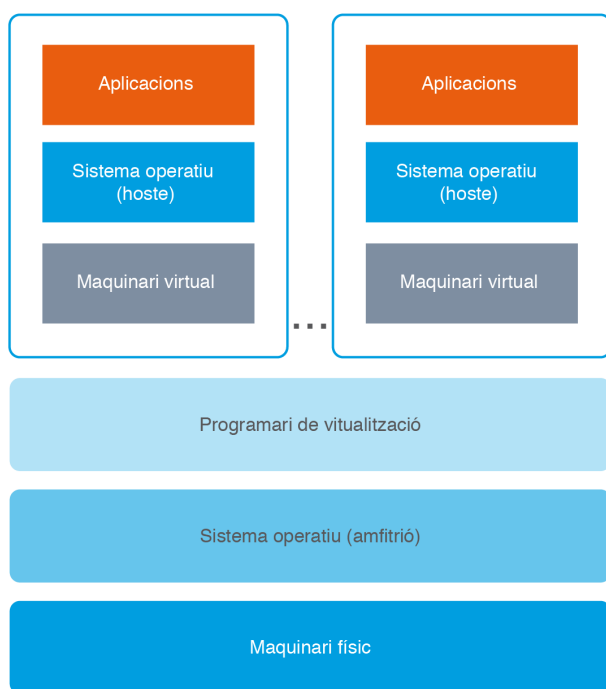 Aplicacions
Sistema operatiu
(hoste)
Maquinari virtual
...
Aplicacions
Sistema operatiu
(hoste)
Maquinari virtual
Programari de vitualització
Sistema operatiu (amfitrió)
Maquinari físic